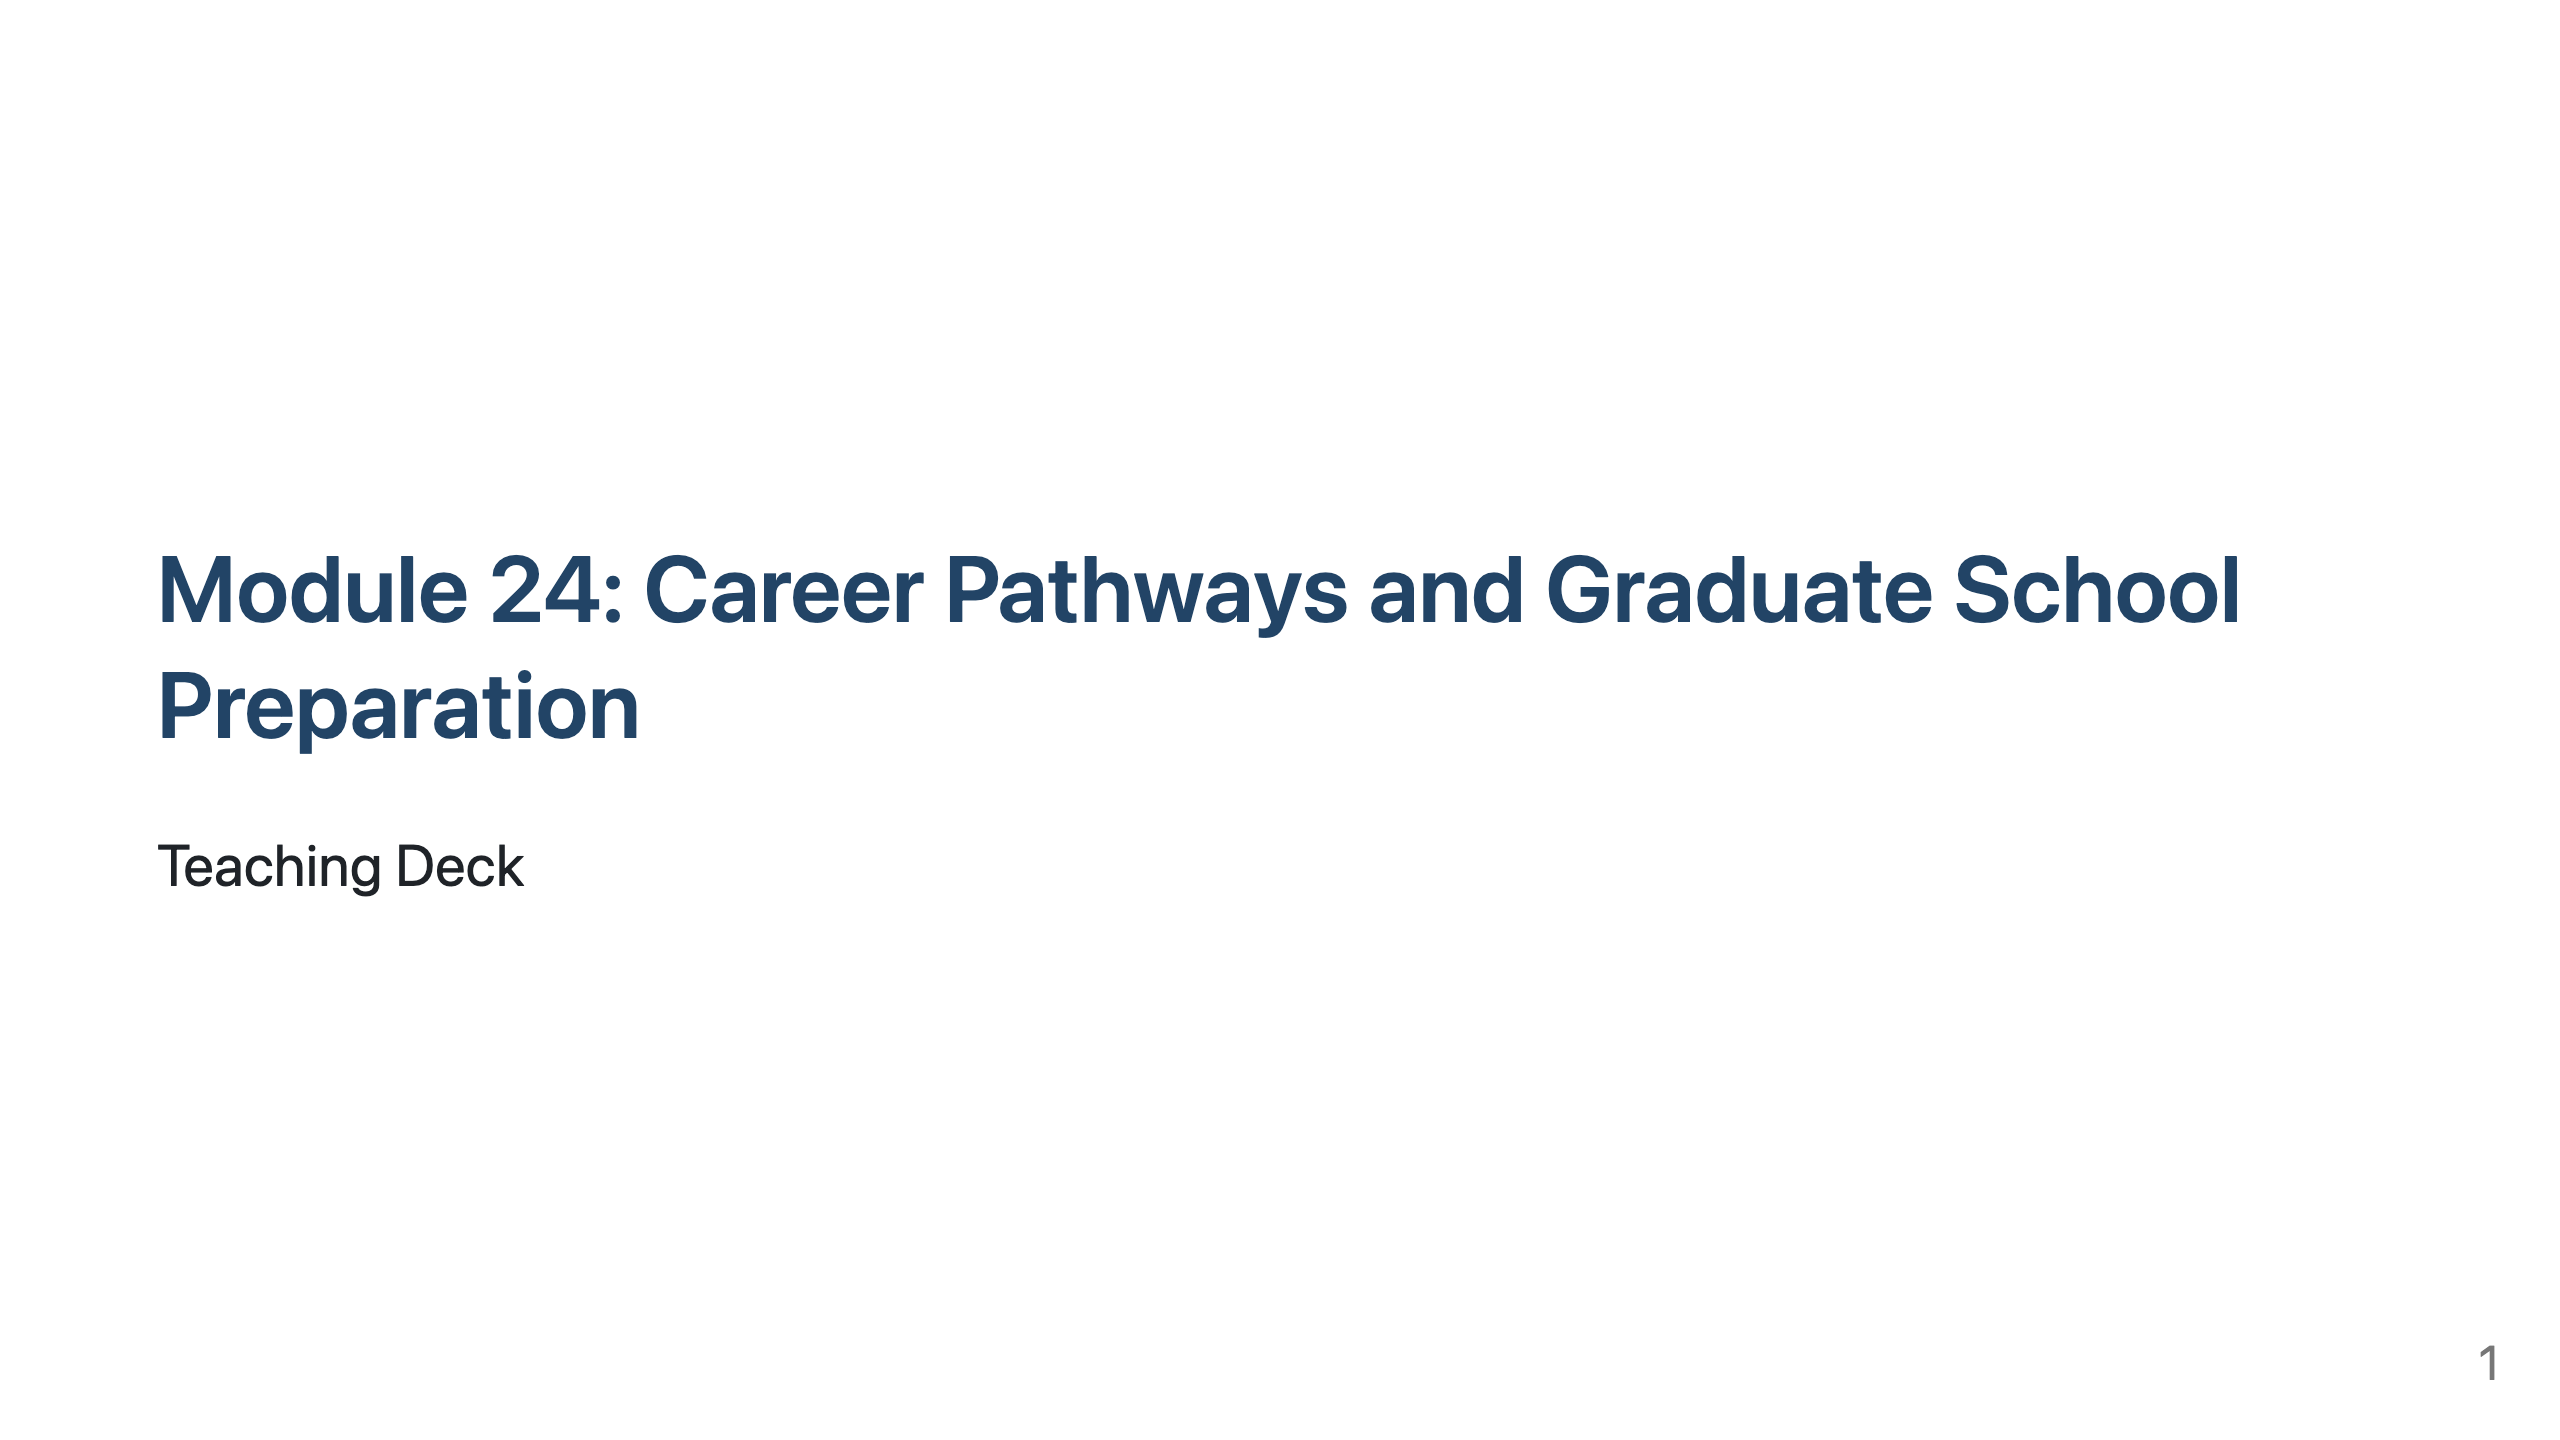 Module 24: Career Pathways and Graduate School
Preparation
Teaching Deck
1